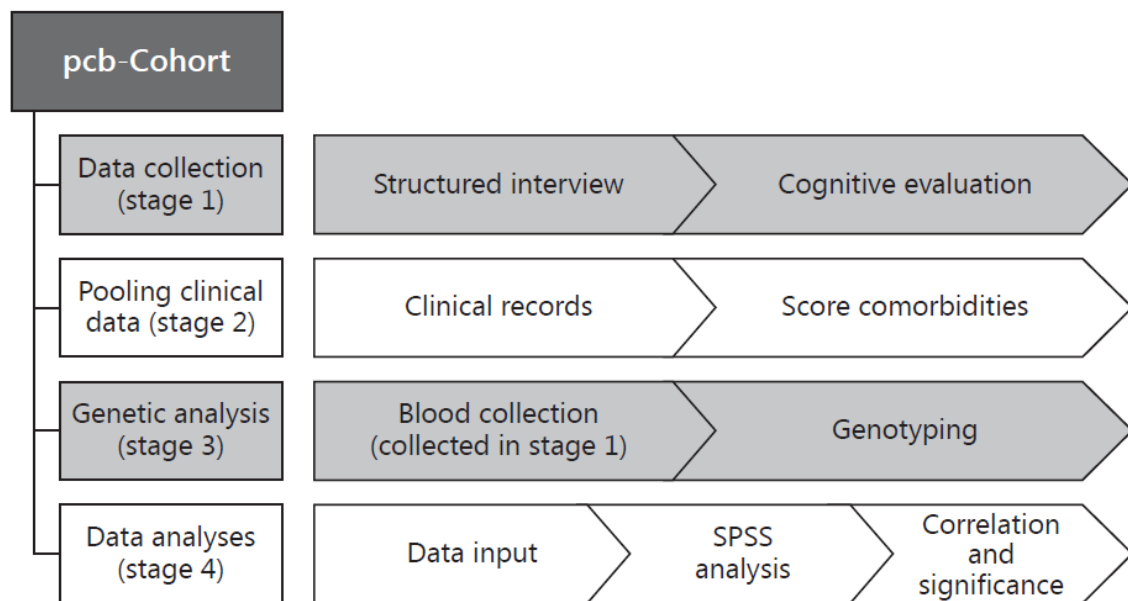 pcb-Cohort
Data collection
(stage 1)
Structured interview
Cognitive evaluation
Pooling clinical
data (stage 2)
Clinical records
Score comorbidities
Genetic analysis
(stage 3)
Blood collection
(collected in stage 1)
Genotyping
Data analyses
(stage 4)
Data input
SPSS
analysis
Correlation
and
significance